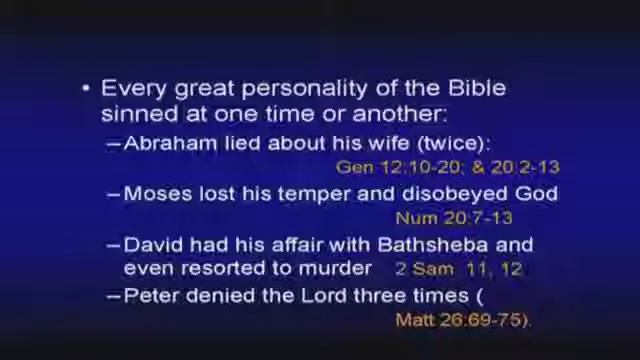 • Every great personality of the Bible
sinned at one time or another:
–Abraham lied about his wife (twice):
Gen 12:10-20; & 20:2-13
–Moses lost his temper and disobeyed God
Num 20:7-13
–David had his affair with Bathsheba and
even resorted to murder 2 Sam 11, 12
–Peter denied the Lord three times (
Matt 26:69-75).